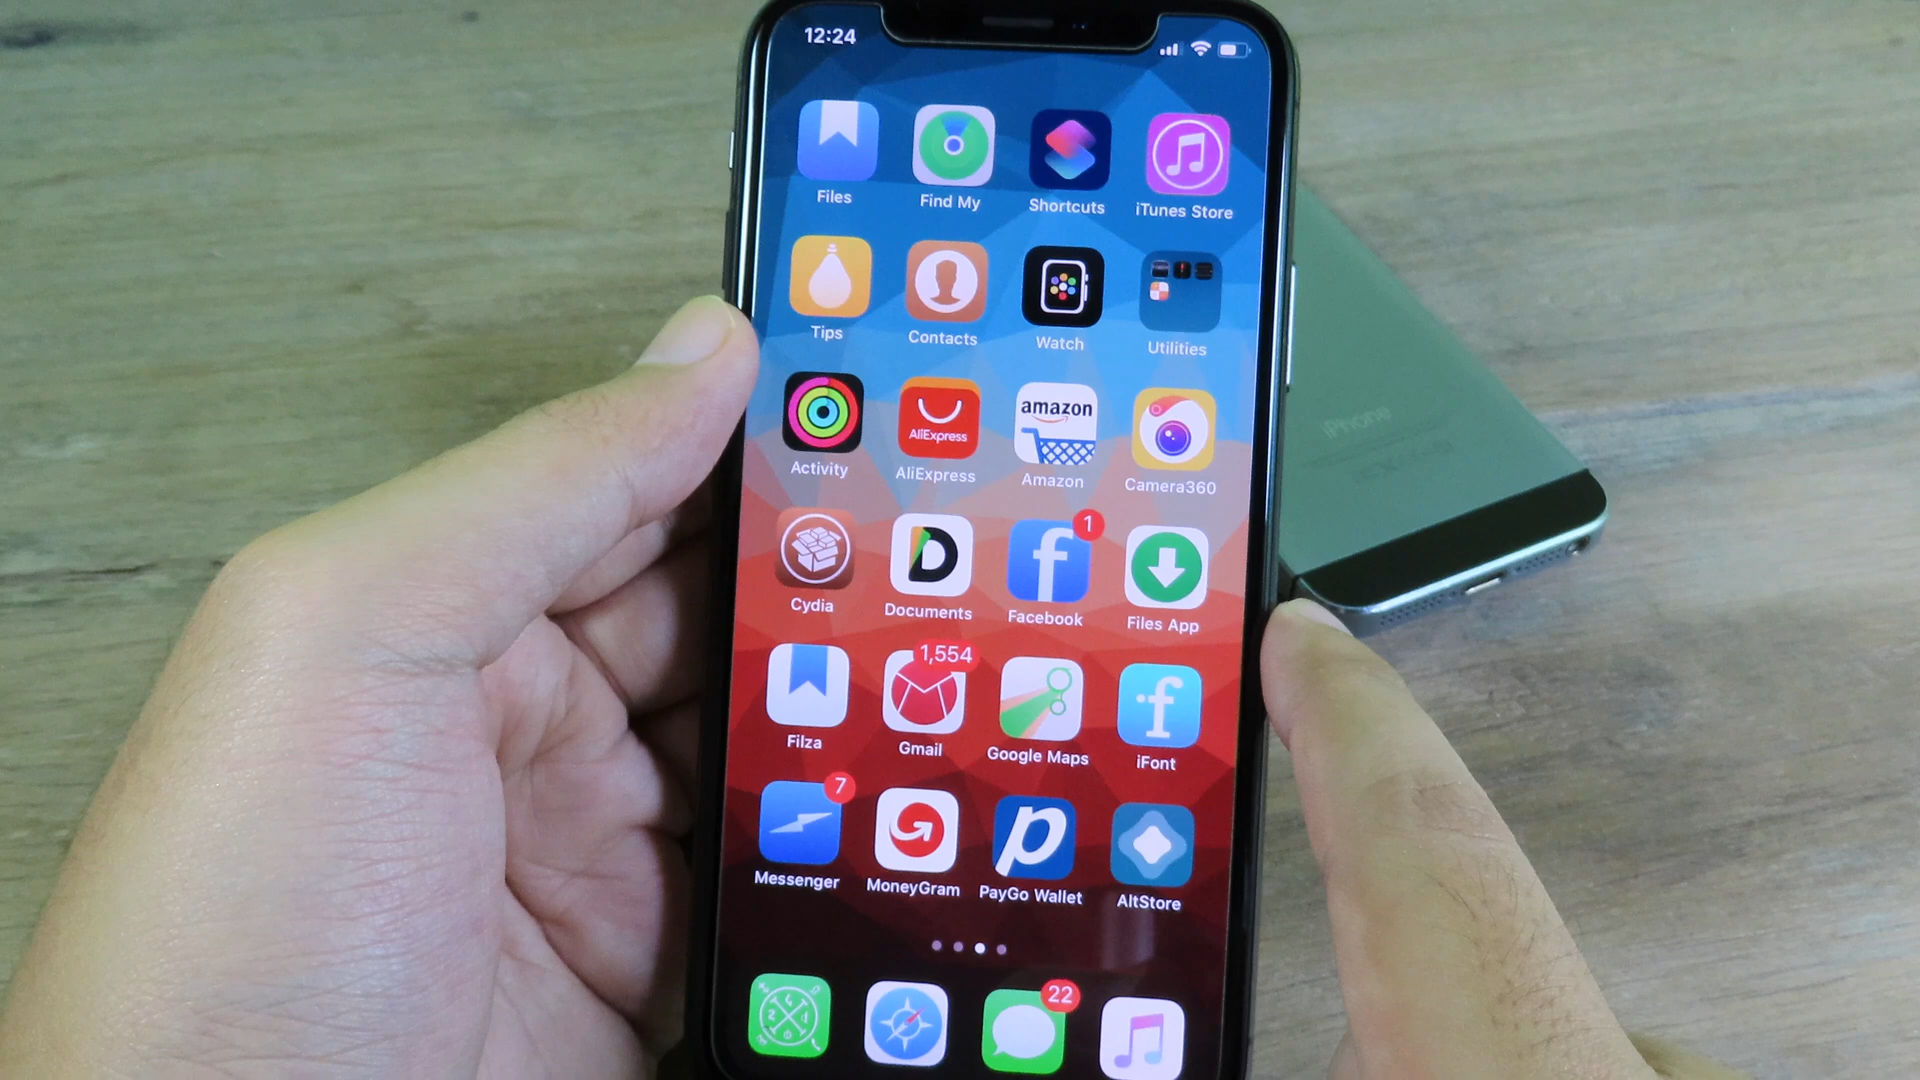 12:24
Files
Find My
Shortcuts
iTunes Store
Tips
Contacts
Watch
Utilities
AliExpress
amazon
Activity
AliExpress
Amazon
Camera360
1
D
f
Cydia
Documents
Facebook
Files App
1,554
f
Filza
Gmail
Google Maps
iFont
7
p
Messenger
MoneyGram
PayGo Wallet
AltStore
22
iPhone